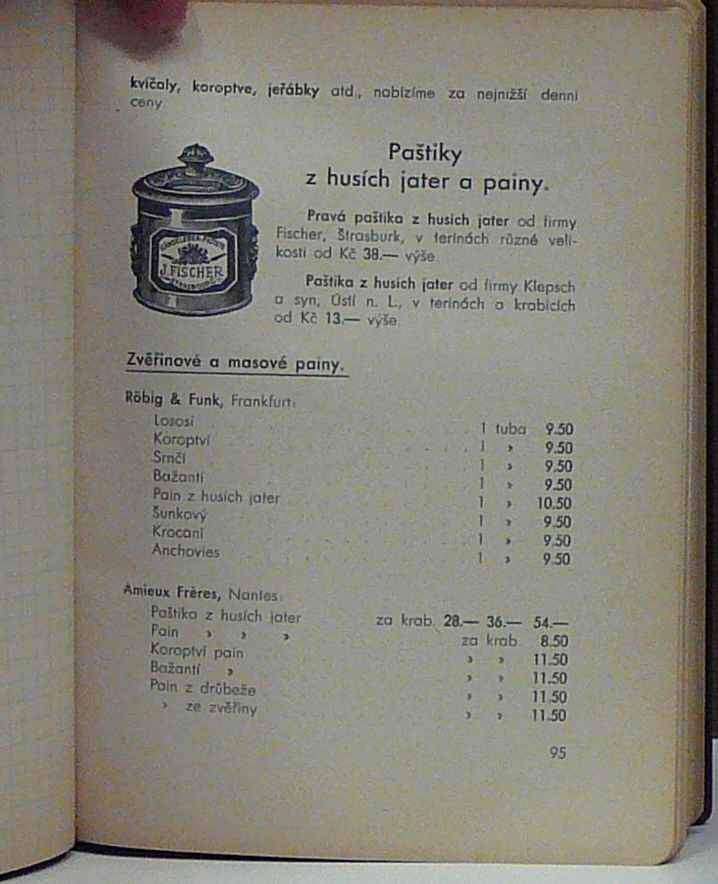 kvíčaly, koroptve, jeřábky atd., nabízíme za nejnižší denní
ceny
Paštiky
z husích jater a painy.
J. FISCHER
Pravá paštika z husích jater od firmy
Fischer, Štrasburk, v terinách různé veli-
kosti od Kč 38.— výše
Paštika z husích jater od firmy Klepsch
a syn, Ústí n. L., v terinách a krabicích
od Kč 13.— výše
Zvěřinové a masové painy.
Röbig & Funk, Frankfurt:
Lososí 1 tuba 9.50
Koroptví 1 » 9.50
Srnčí 1 » 9.50
Bažantí 1 » 9.50
Pain z husích jater 1 » 10.50
Šunkový 1 » 9.50
Krocaní 1 » 9.50
Anchovies 1 » 9.50
Amieux Frères, Nantes:
Paštika z husích jater za krab. 28.— 36.— 54.—
Pain » » » za krab. 8.50
Koroptví pain » » 11.50
Bažantí » » » 11.50
Pain z drůbeže » » 11.50
» ze zvěřiny » » 11.50
95